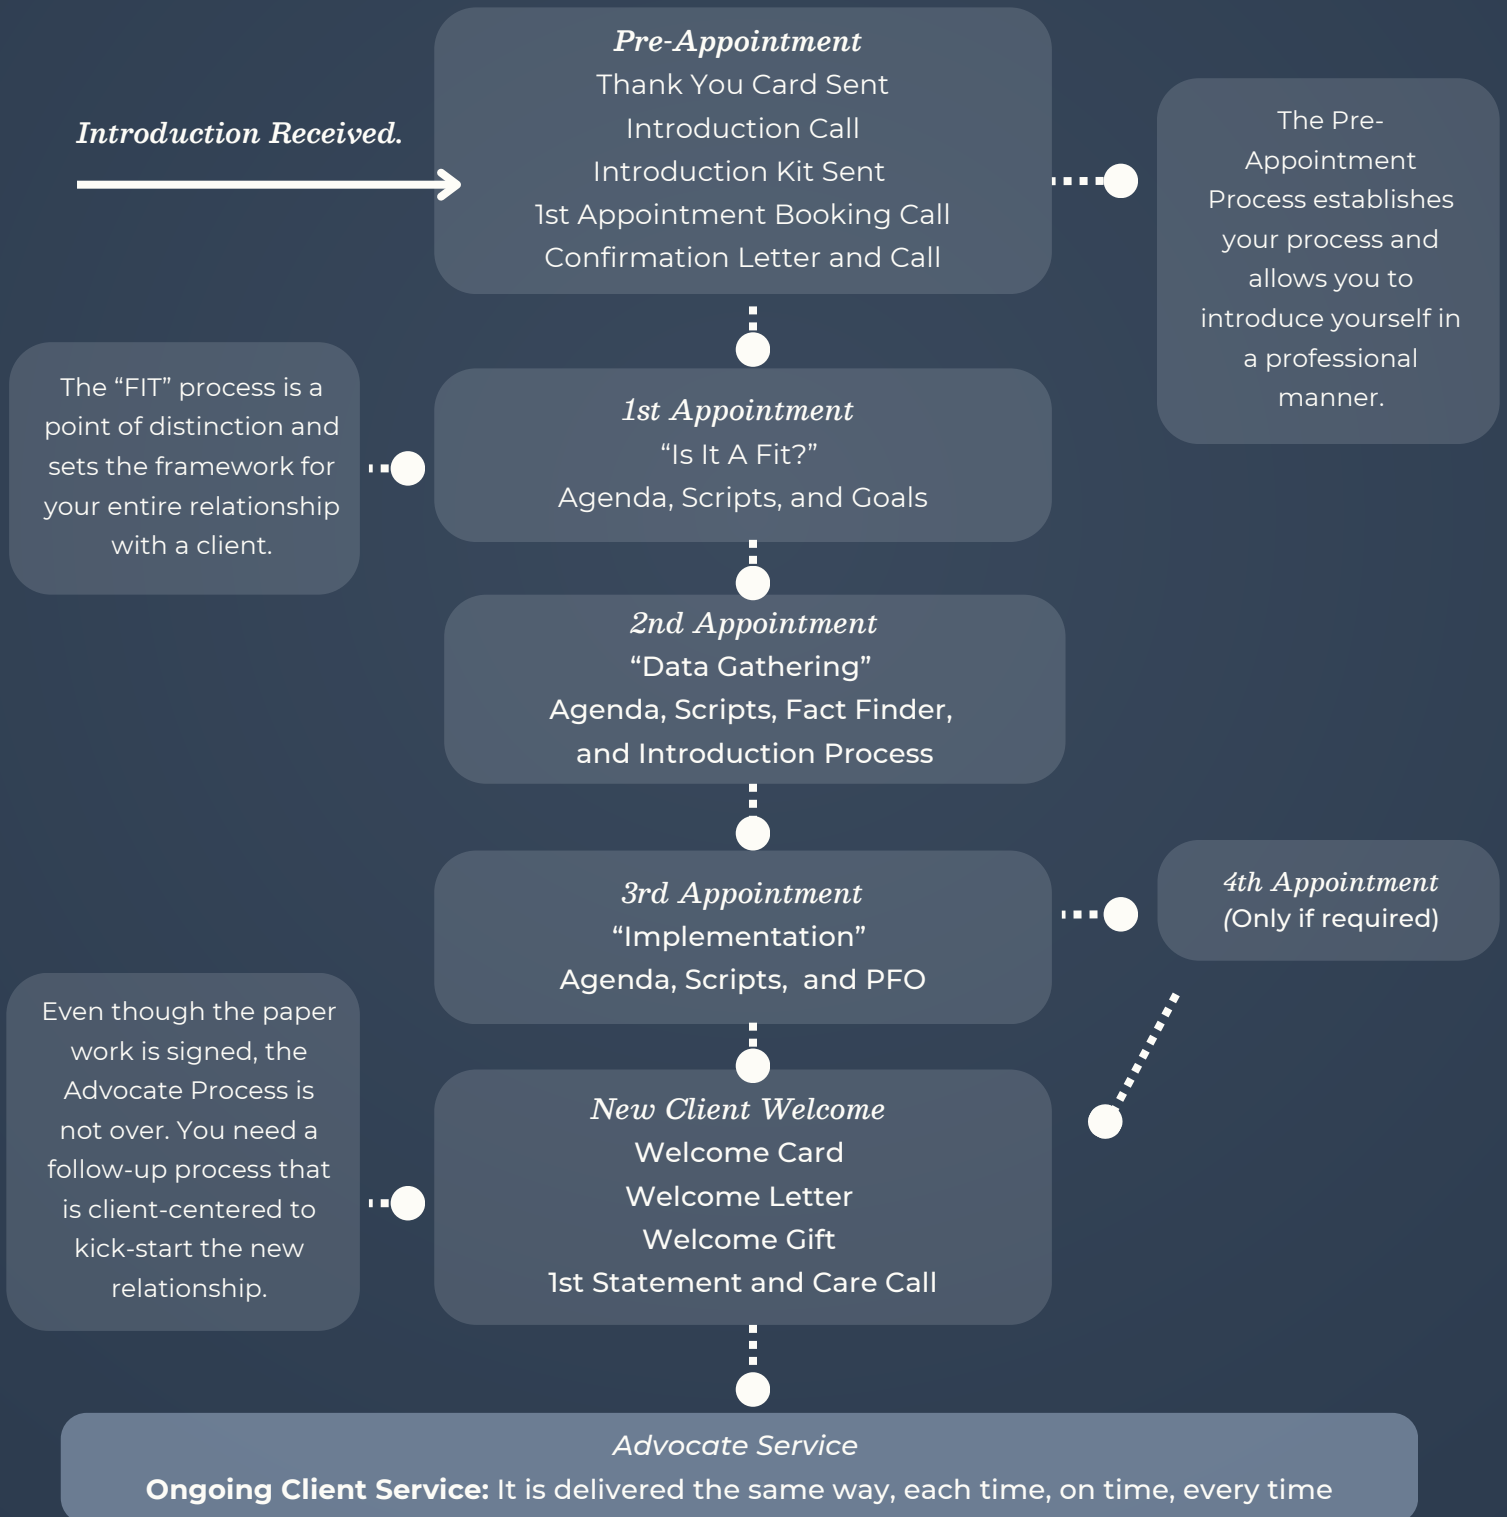 Introduction Received.
Pre-Appointment
Thank You Card Sent
Introduction Call
Introduction Kit Sent
1st Appointment Booking Call
Confirmation Letter and Call
The Pre-
Appointment
Process establishes
your process and
allows you to
introduce yourself in
a professional
manner.
The “FIT” process is a
point of distinction and
sets the framework for
your entire relationship
with a client.
1st Appointment
“Is It A Fit?”
Agenda, Scripts, and Goals
2nd Appointment
“Data Gathering”
Agenda, Scripts, Fact Finder,
and Introduction Process
3rd Appointment
“Implementation”
Agenda, Scripts,  and PFO
4th Appointment
(Only if required)
Even though the paper
work is signed, the
Advocate Process is
not over. You need a
follow-up process that
is client-centered to
kick-start the new
relationship.
New Client Welcome
Welcome Card
Welcome Letter
Welcome Gift
1st Statement and Care Call
Advocate Service
Ongoing Client Service: It is delivered the same way, each time, on time, every time